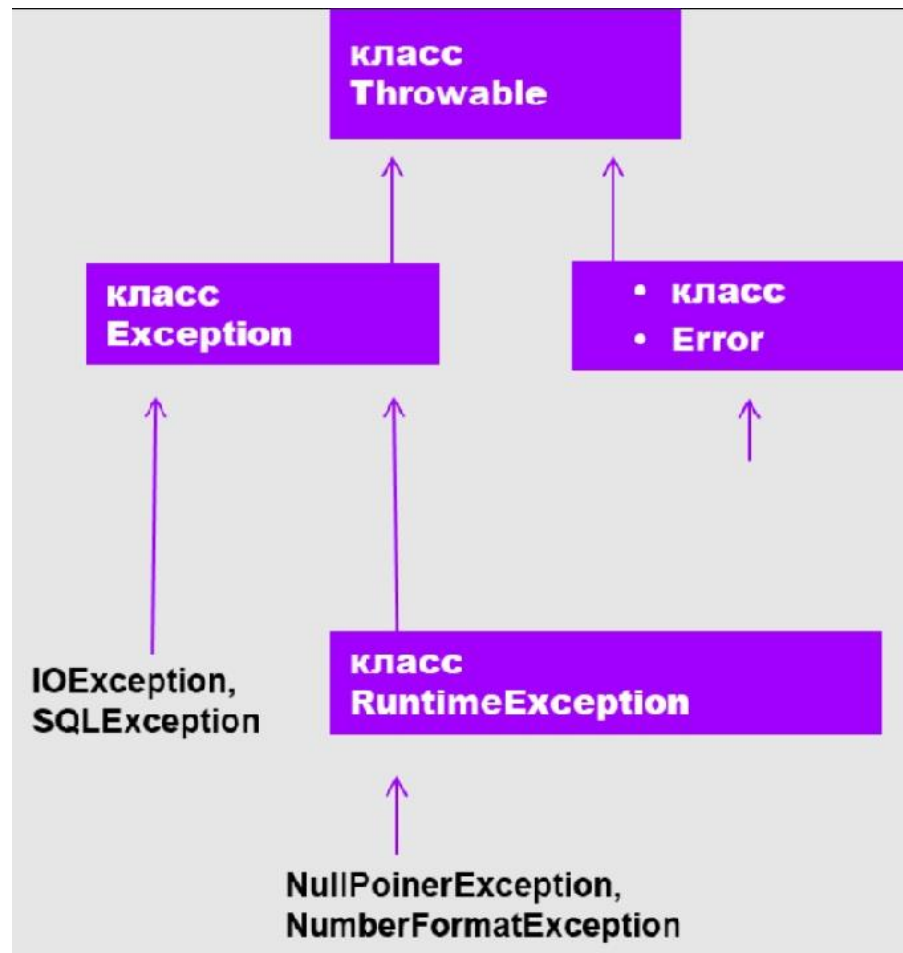 класс
Throwable
класс
Exception
• класс
• Error
IOException,
SQLException
класс
RuntimeException
NullPoinerException,
NumberFormatException